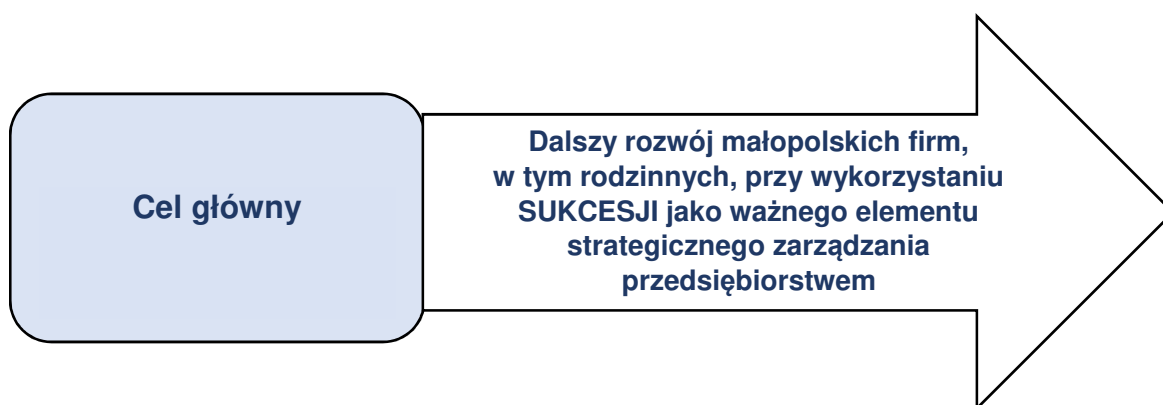 Cel główny
Dalszy rozwój małopolskich firm,
w tym rodzinnych, przy wykorzystaniu
SUKCESJI jako ważnego elementu
strategicznego zarządzania
przedsiębiorstwem